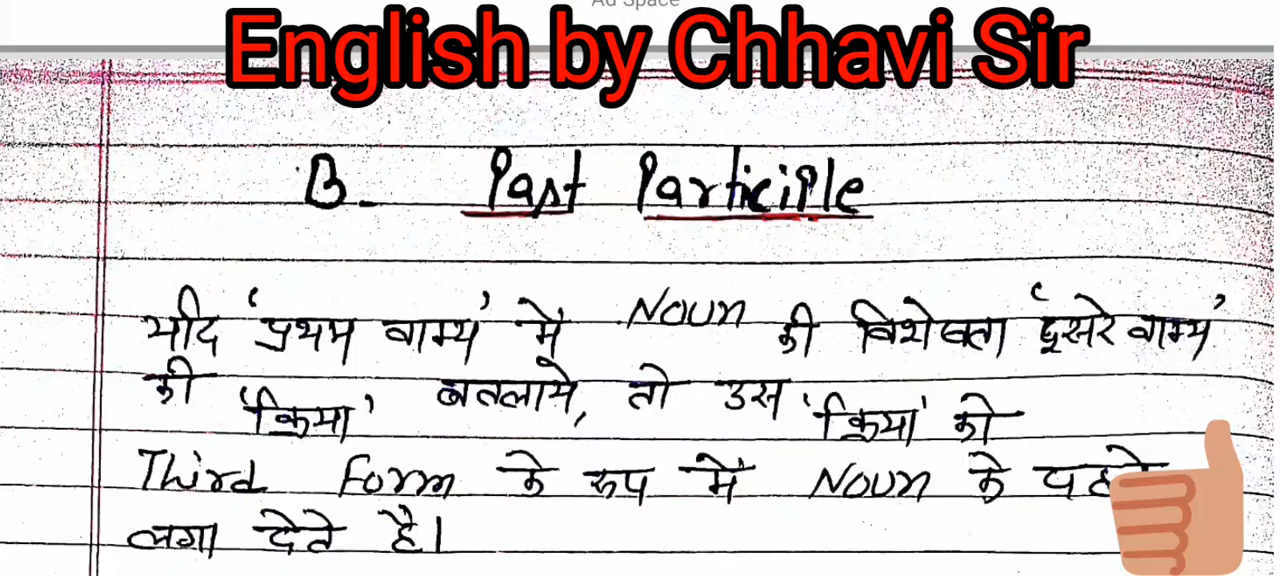 Ad Space
English by Chhavi Sir
B- Past Participle
यदि 'प्रथम वाक्य' में Noun की विशेषता 'दूसरे वाक्य'
की 'क्रिया' बतलाये, तो उस 'क्रिया' को
Third Form के रूप में Noun के पहले
लगा देते है।